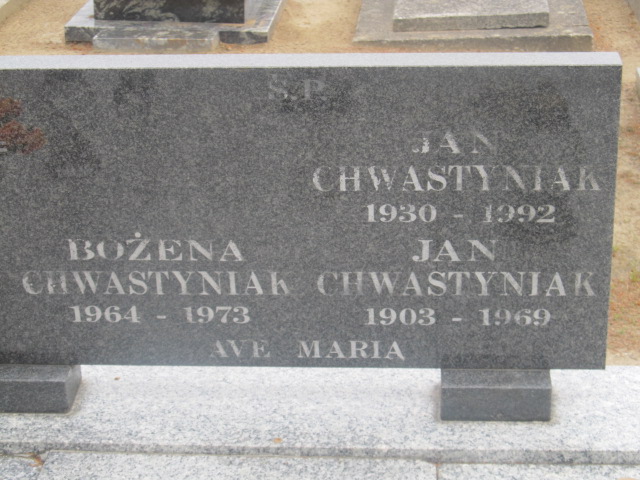 Ś.P.
JAN
CHWASTYNIAK
1930 - 1992
BOŻENA
CHWASTYNIAK
1964 - 1973
JAN
CHWASTYNIAK
1903 - 1969
AVE MARIA